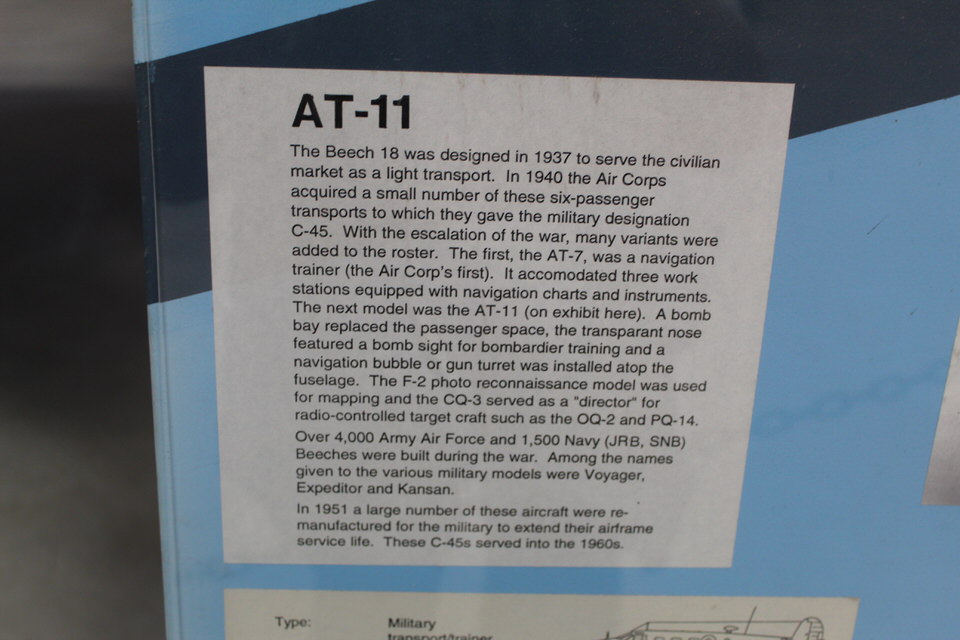 AT-11
The Beech 18 was designed in 1937 to serve the civilian
market as a light transport. In 1940 the Air Corps
acquired a small number of these six-passenger
transports to which they gave the military designation
C-45. With the escalation of the war, many variants were
added to the roster. The first, the AT-7, was a navigation
trainer (the Air Corp's first). It accomodated three work
stations equipped with navigation charts and instruments.
The next model was the AT-11 (on exhibit here). A bomb
bay replaced the passenger space, the transparant nose
featured a bomb sight for bombardier training and a
navigation bubble or gun turret was installed atop the
fuselage. The F-2 photo reconnaissance model was used
for mapping and the CQ-3 served as a "director" for
radio-controlled target craft such as the OQ-2 and PQ-14.
Over 4,000 Army Air Force and 1,500 Navy (JRB, SNB)
Beeches were built during the war. Among the names
given to the various military models were Voyager,
Expeditor and Kansan.
In 1951 a large number of these aircraft were re-
manufactured for the military to extend their airframe
service life. These C-45s served into the 1960s.
Type: Military
transport/trainer